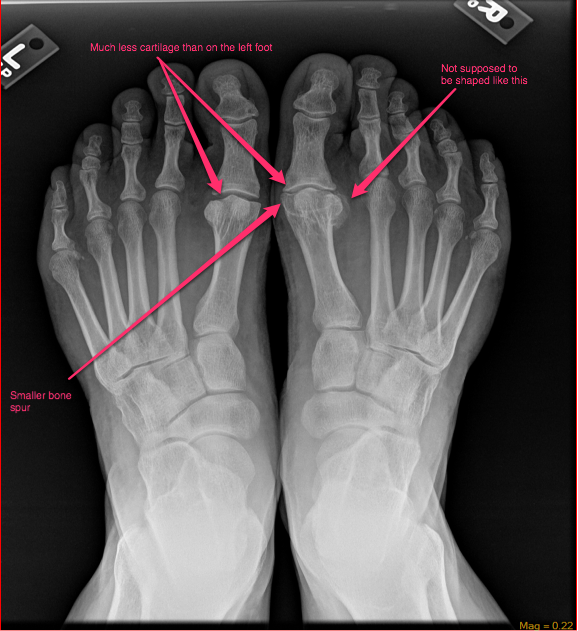 R
Much less cartilage than on the left foot
L
Not supposed to
be shaped like this
Smaller bone
spur
Mag = 0.22